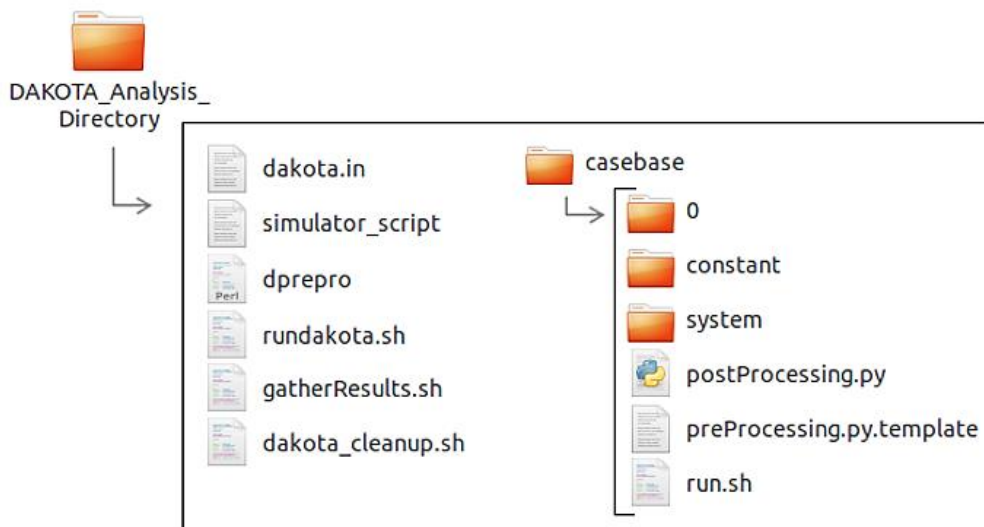 DAKOTA_Analysis_
Directory
dakota.in
simulator_script
dprepro
Perl
rundakota.sh
gatherResults.sh
dakota_cleanup.sh
casebase
0
constant
system
postProcessing.py
preProcessing.py.template
run.sh